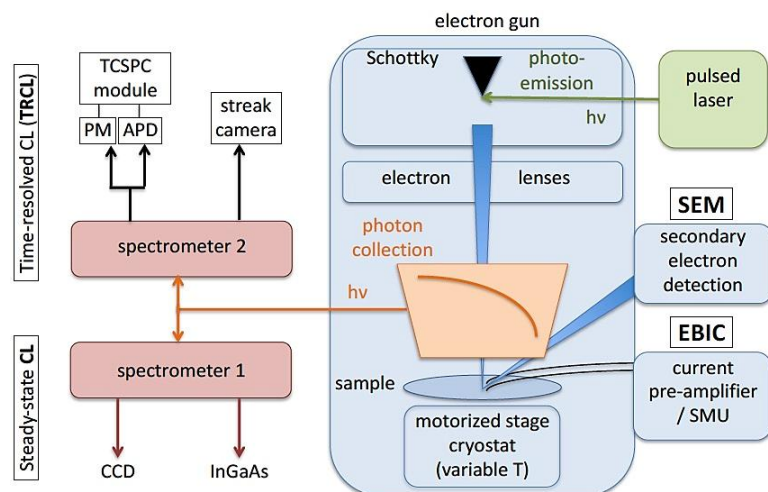 electron gun
Time-resolved CL (TRCL)
TCSPC
module
PM
APD
streak
camera
Schottky
photo-
emission
hν
pulsed
laser
electron lenses
spectrometer 2
photon
collection
hν
SEM
secondary
electron
detection
Steady-state CL
spectrometer 1
EBIC
current
pre-amplifier
/ SMU
sample
motorized stage
cryostat
(variable T)
CCD
InGaAs